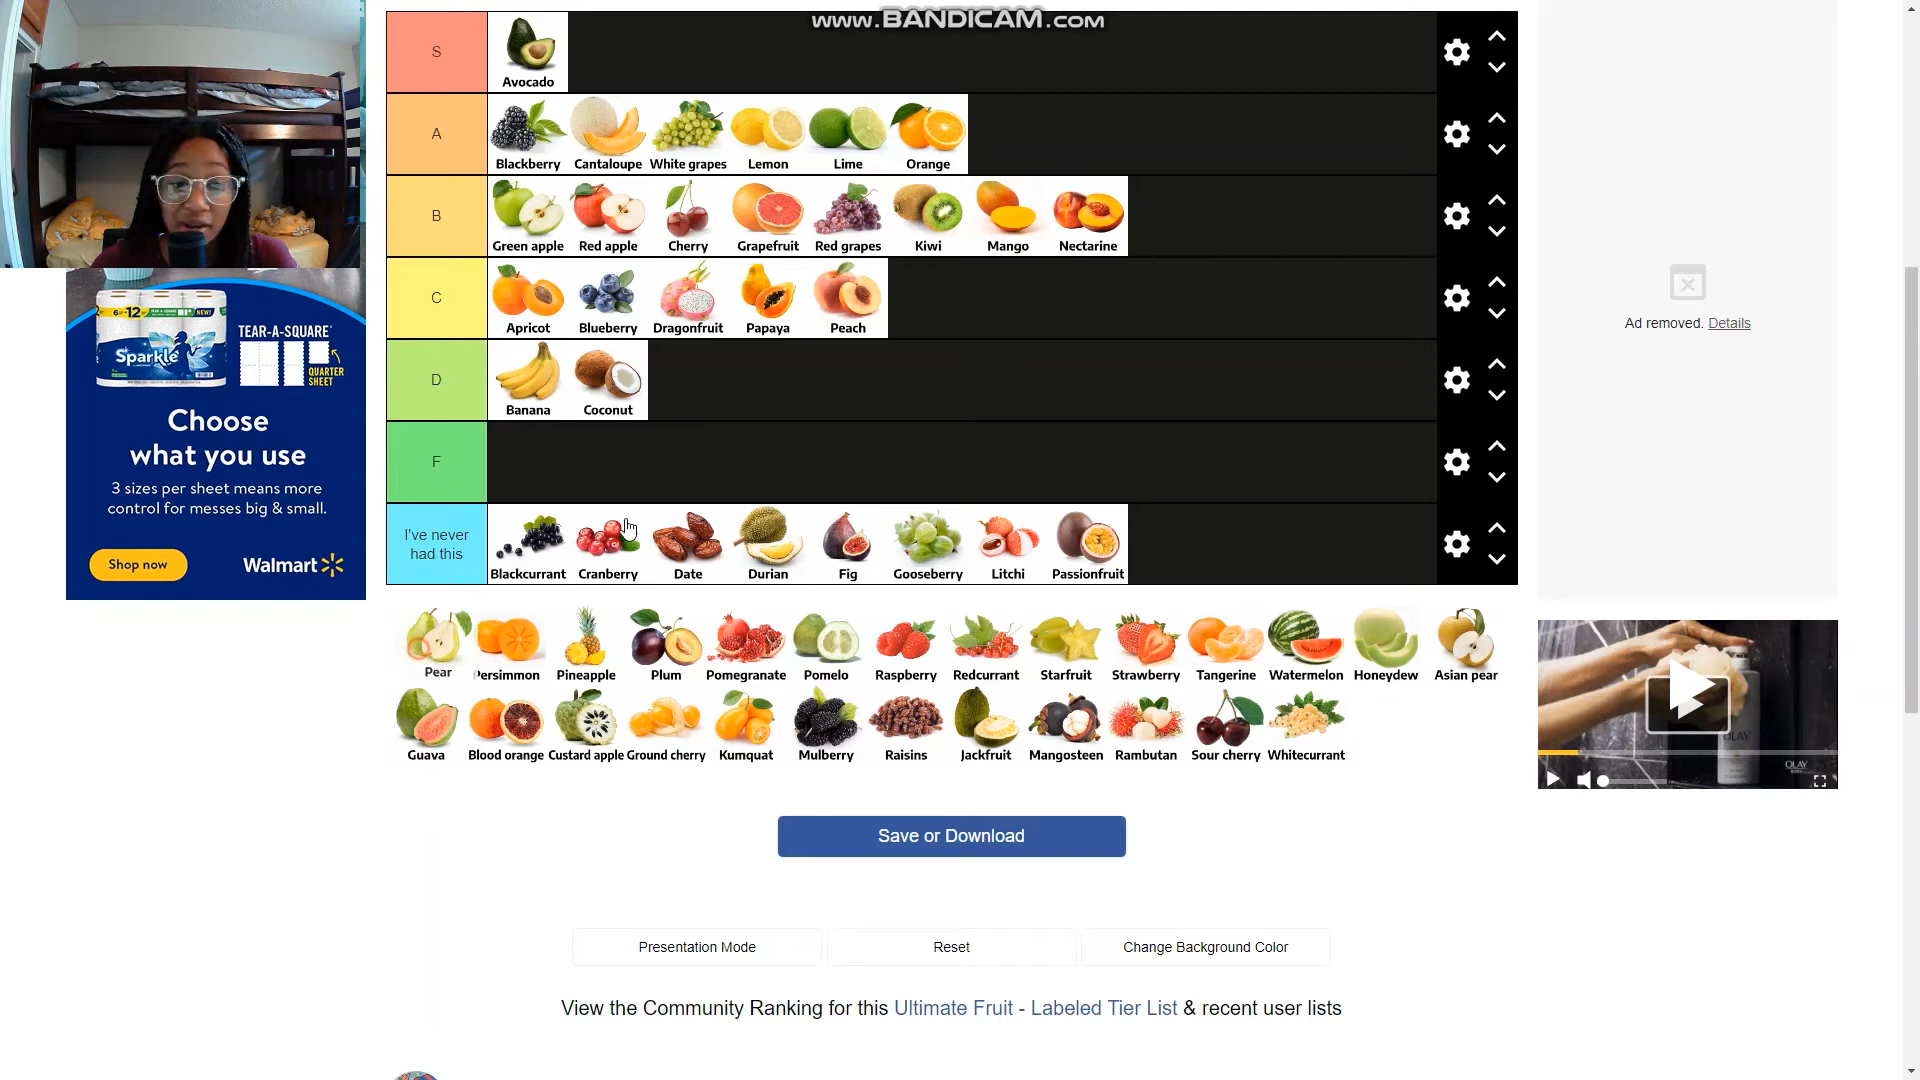 www.BANDICAM.com
S
Avocado
A
Blackberry Cantaloupe White grapes Lemon Lime Orange
B
Green apple Red apple Cherry Grapefruit Red grapes Kiwi Mango Nectarine
C
Apricot Blueberry Dragonfruit Papaya Peach
D
Banana Coconut
F
I've never
had this
Blackcurrant Cranberry Date Durian Fig Gooseberry Litchi Passionfruit
Pear Persimmon Pineapple Plum Pomegranate Pomelo Raspberry Redcurrant Starfruit Strawberry Tangerine Watermelon Honeydew Asian pear
Guava Blood orange Custard apple Ground cherry Kumquat Mulberry Raisins Jackfruit Mangosteen Rambutan Sour cherry Whitecurrant
Save or Download
Presentation Mode Reset Change Background Color
View the Community Ranking for this Ultimate Fruit - Labeled Tier List & recent user lists
6 = 12 NEW!
Sparkle
TEAR-A-SQUARE
QUARTER
SHEET
Choose
what you use
3 sizes per sheet means more
control for messes big & small.
Shop now
Walmart
Ad removed. Details
OLAY
OLAY